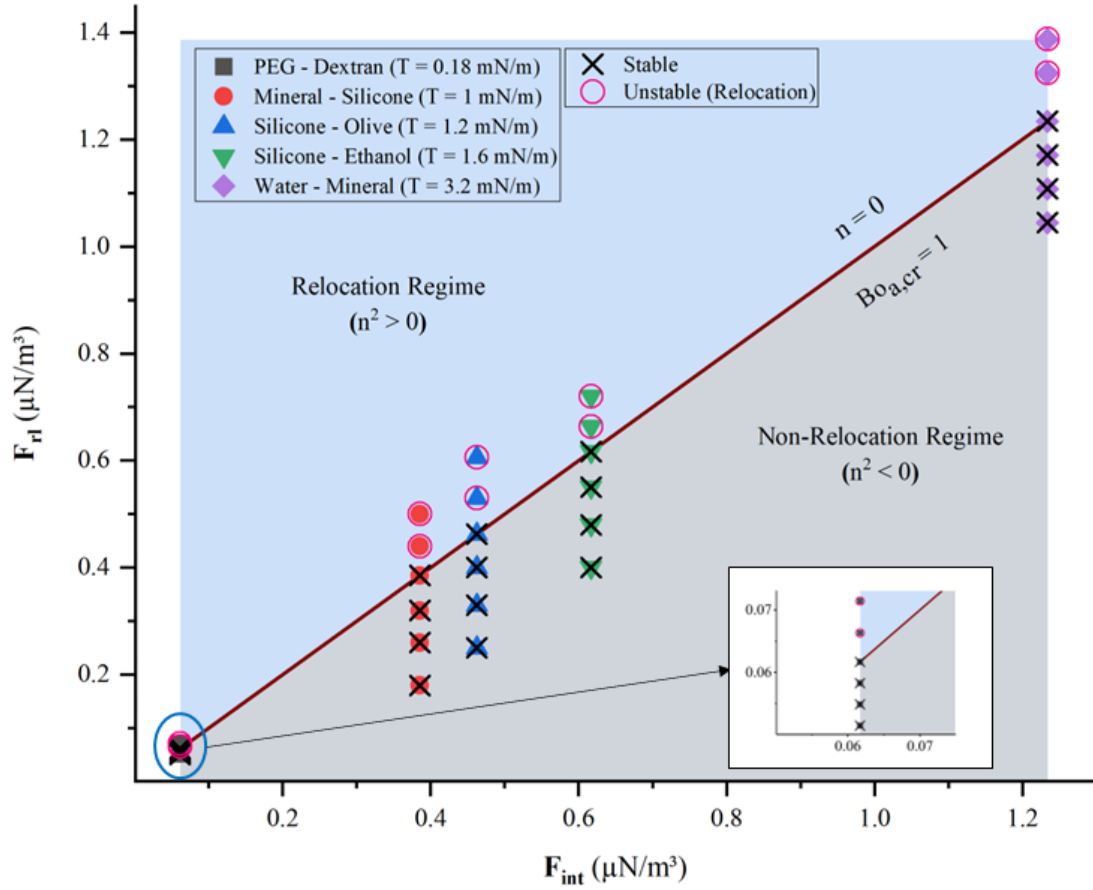 1.4
1.2
1.0
0.8
0.6
0.4
0.2
F_rl (μN/m³)
PEG - Dextran (T = 0.18 mN/m)
Mineral - Silicone (T = 1 mN/m)
Silicone - Olive (T = 1.2 mN/m)
Silicone - Ethanol (T = 1.6 mN/m)
Water - Mineral (T = 3.2 mN/m)
Stable
Unstable (Relocation)
n = 0
Bo_a,cr = 1
Relocation Regime
(n² > 0)
Non-Relocation Regime
(n² < 0)
0.07
0.06
0.06 0.07
0.2 0.4 0.6 0.8 1.0 1.2
F_int (μN/m³)